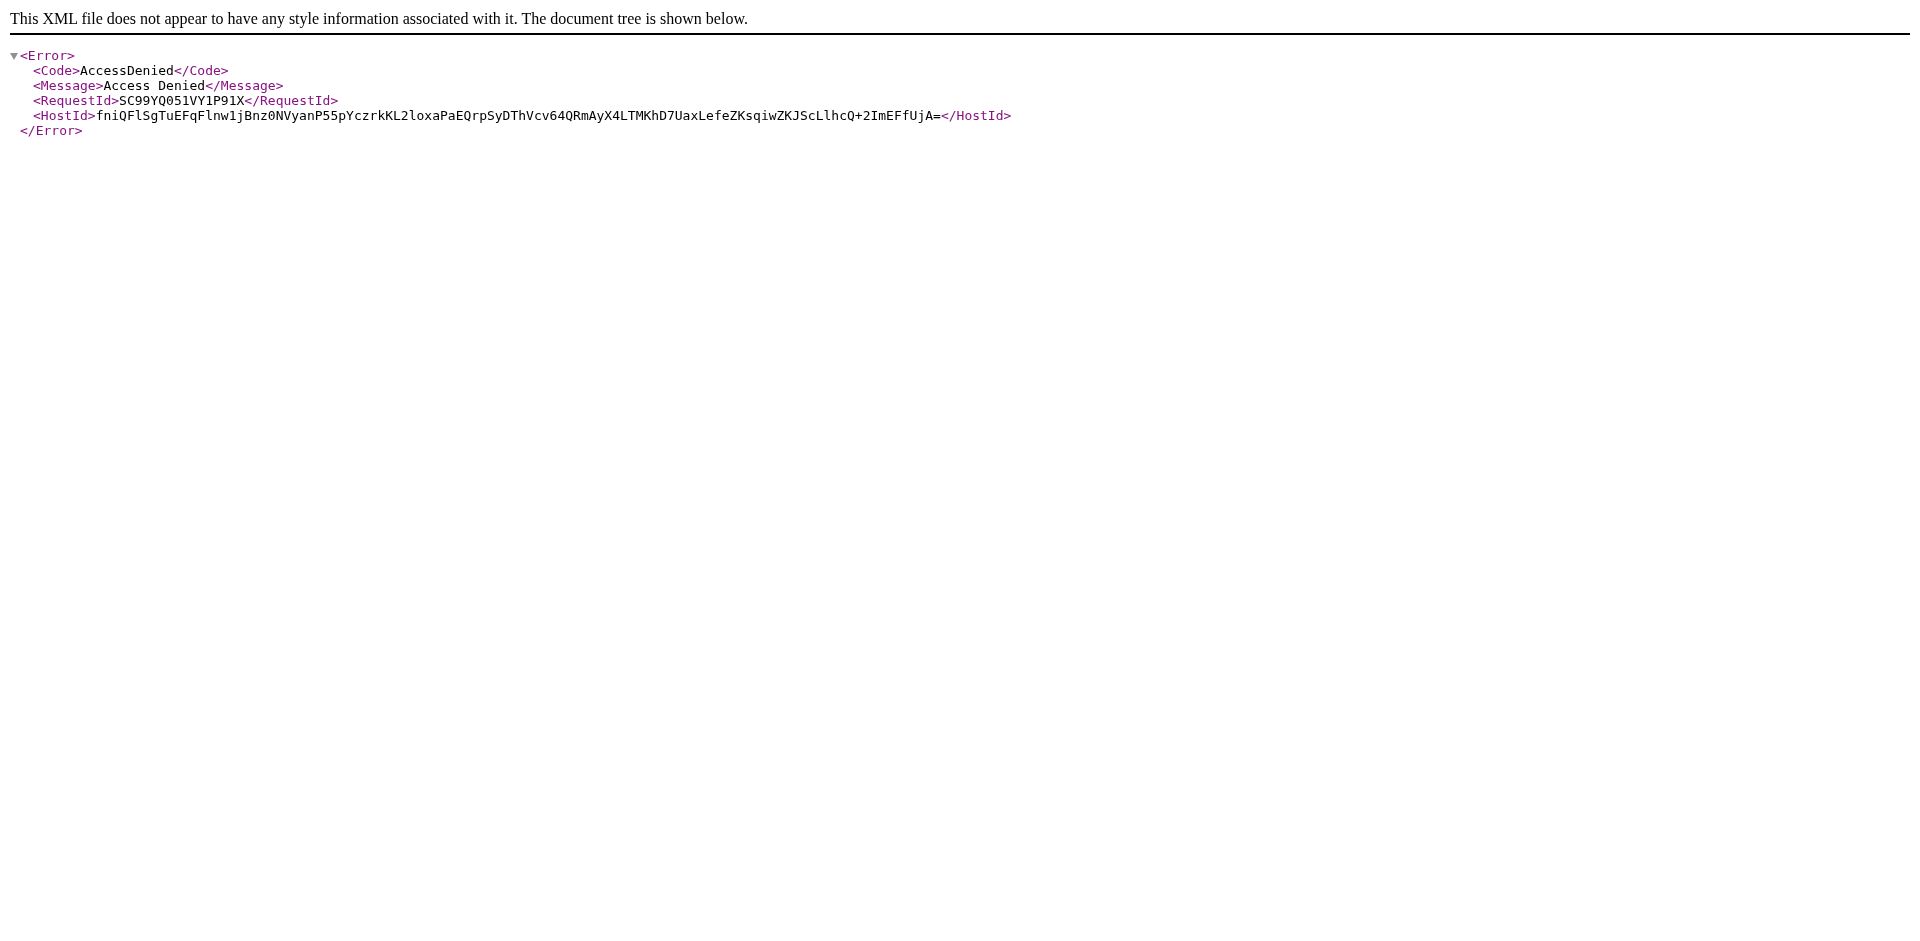 This XML file does not appear to have any style information associated with it. The document tree is shown below.
<Error>
<Code>AccessDenied</Code>
<Message>Access Denied</Message>
<RequestId>SC99YQ051VY1P91X</RequestId>
<HostId>fniQFlSgTuEFqFlnw1jBnz0NVyanP55pYczrkKL2loxaPaEQrpSyDThVcv64QRmAyX4LTMKhD7UaxLefeZKsqiwZKJScLlhcQ+2ImEFfUjA=</HostId>
</Error>